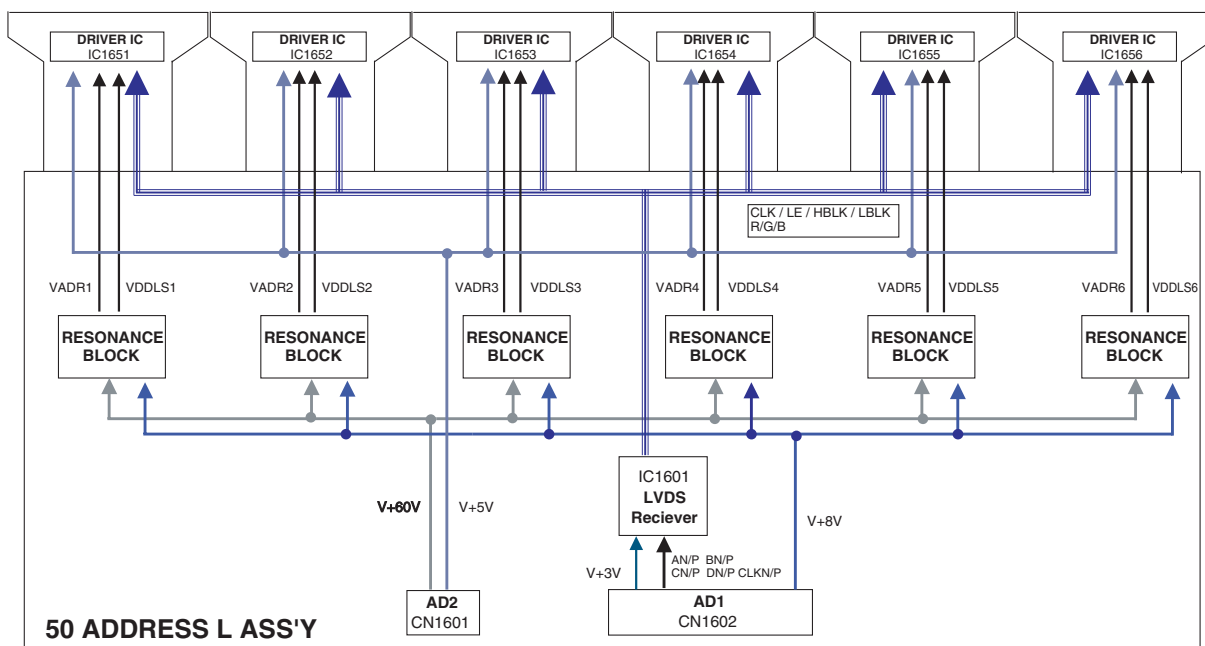 DRIVER IC
IC1651
DRIVER IC
IC1652
DRIVER IC
IC1653
DRIVER IC
IC1654
DRIVER IC
IC1655
DRIVER IC
IC1656
CLK / LE / HBLK / LBLK
R/G/B
VADR1
VDDLS1
VADR2
VDDLS2
VADR3
VDDLS3
VADR4
VDDLS4
VADR5
VDDLS5
VADR6
VDDLS6
RESONANCE
BLOCK
RESONANCE
BLOCK
RESONANCE
BLOCK
RESONANCE
BLOCK
RESONANCE
BLOCK
RESONANCE
BLOCK
IC1601
LVDS
Reciever
V+60V
V+5V
V+8V
V+3V
AN/P BN/P
CN/P DN/P CLKN/P
AD2
CN1601
AD1
CN1602
50 ADDRESS L ASS'Y